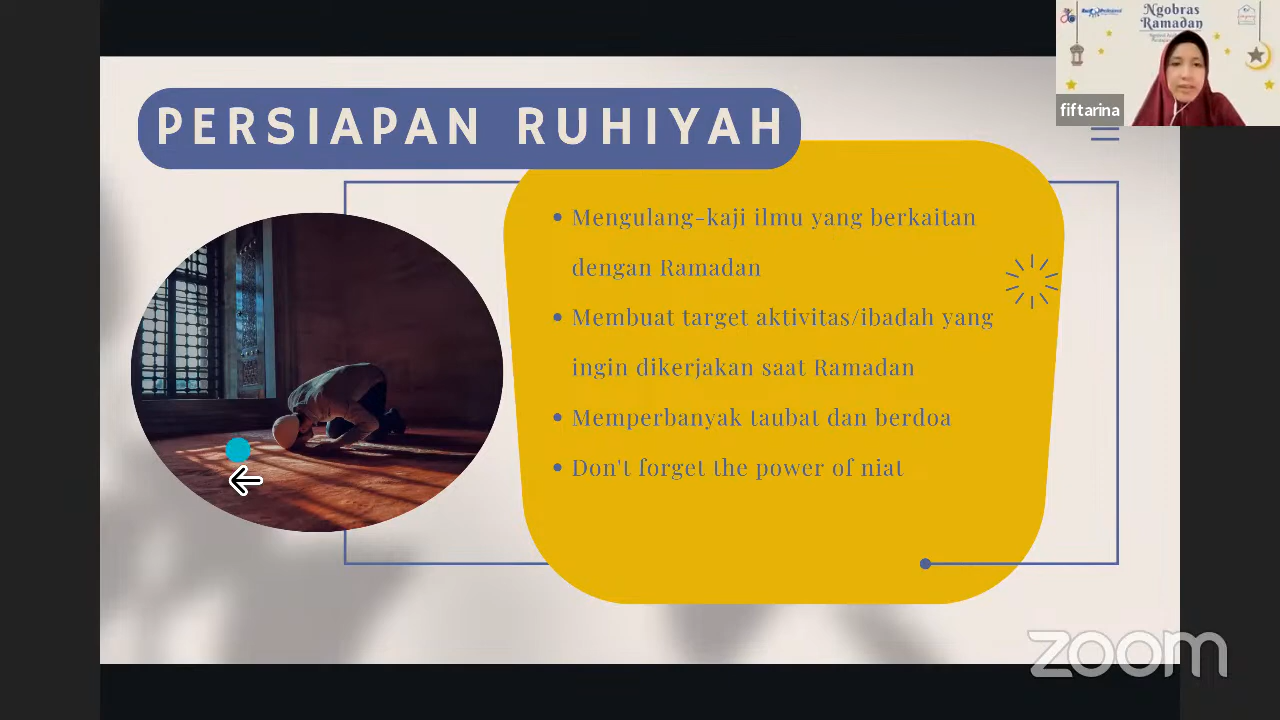 Ngobras
Ramadan
fiftarina
PERSIAPAN RUHIYAH
• Mengulang-kaji ilmu yang berkaitan
dengan Ramadan
• Membuat target aktivitas/ibadah yang
ingin dikerjakan saat Ramadan
• Memperbanyak taubat dan berdoa
• Don't forget the power of niat
zoom